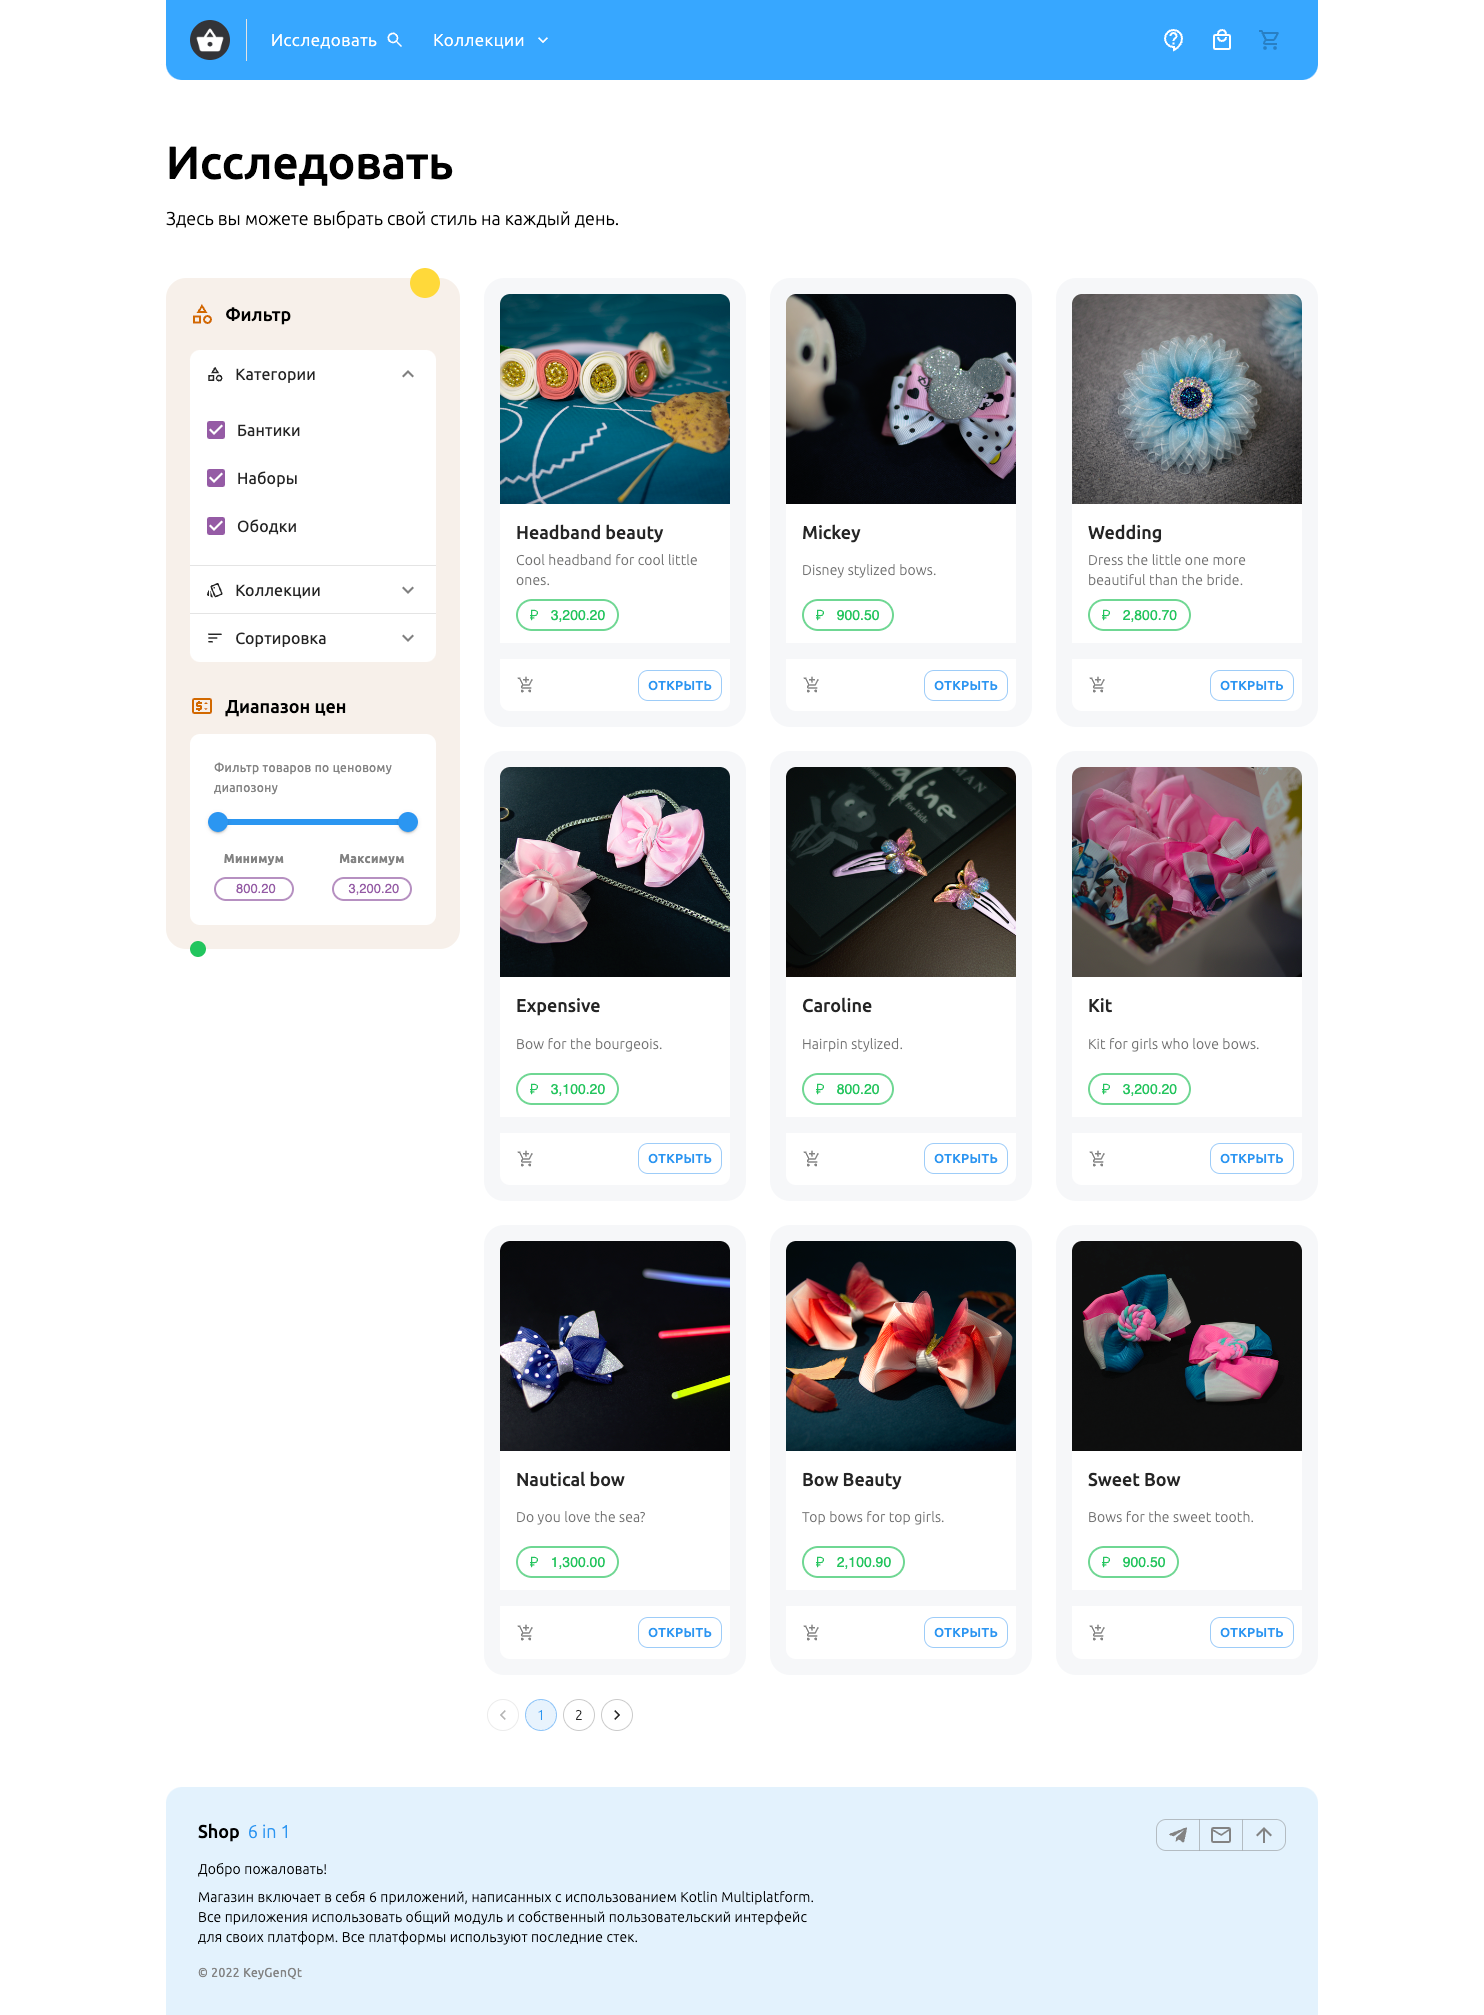 Исследовать
Коллекции
Исследовать
Здесь вы можете выбрать свой стиль на каждый день.
Фильтр
Категории
Бантики
Наборы
Ободки
Коллекции
Сортировка
Диапазон цен
Фильтр товаров по ценовому
диапозону
Минимум
Максимум
800.20
3,200.20
Headband beauty
Cool headband for cool little
ones.
₽ 3,200.20
ОТКРЫТЬ
Mickey
Disney stylized bows.
₽ 900.50
ОТКРЫТЬ
Wedding
Dress the little one more
beautiful than the bride.
₽ 2,800.70
ОТКРЫТЬ
Expensive
Bow for the bourgeois.
₽ 3,100.20
ОТКРЫТЬ
Caroline
Hairpin stylized.
₽ 800.20
ОТКРЫТЬ
Kit
Kit for girls who love bows.
₽ 3,200.20
ОТКРЫТЬ
Nautical bow
Do you love the sea?
₽ 1,300.00
ОТКРЫТЬ
Bow Beauty
Top bows for top girls.
₽ 2,100.90
ОТКРЫТЬ
Sweet Bow
Bows for the sweet tooth.
₽ 900.50
ОТКРЫТЬ
1
2
Shop 6 in 1
Добро пожаловать!
Магазин включает в себя 6 приложений, написанных с использованием Kotlin Multiplatform.
Все приложения использовать общий модуль и собственный пользовательский интерфейс
для своих платформ. Все платформы используют последние стек.
© 2022 KeyGenQt